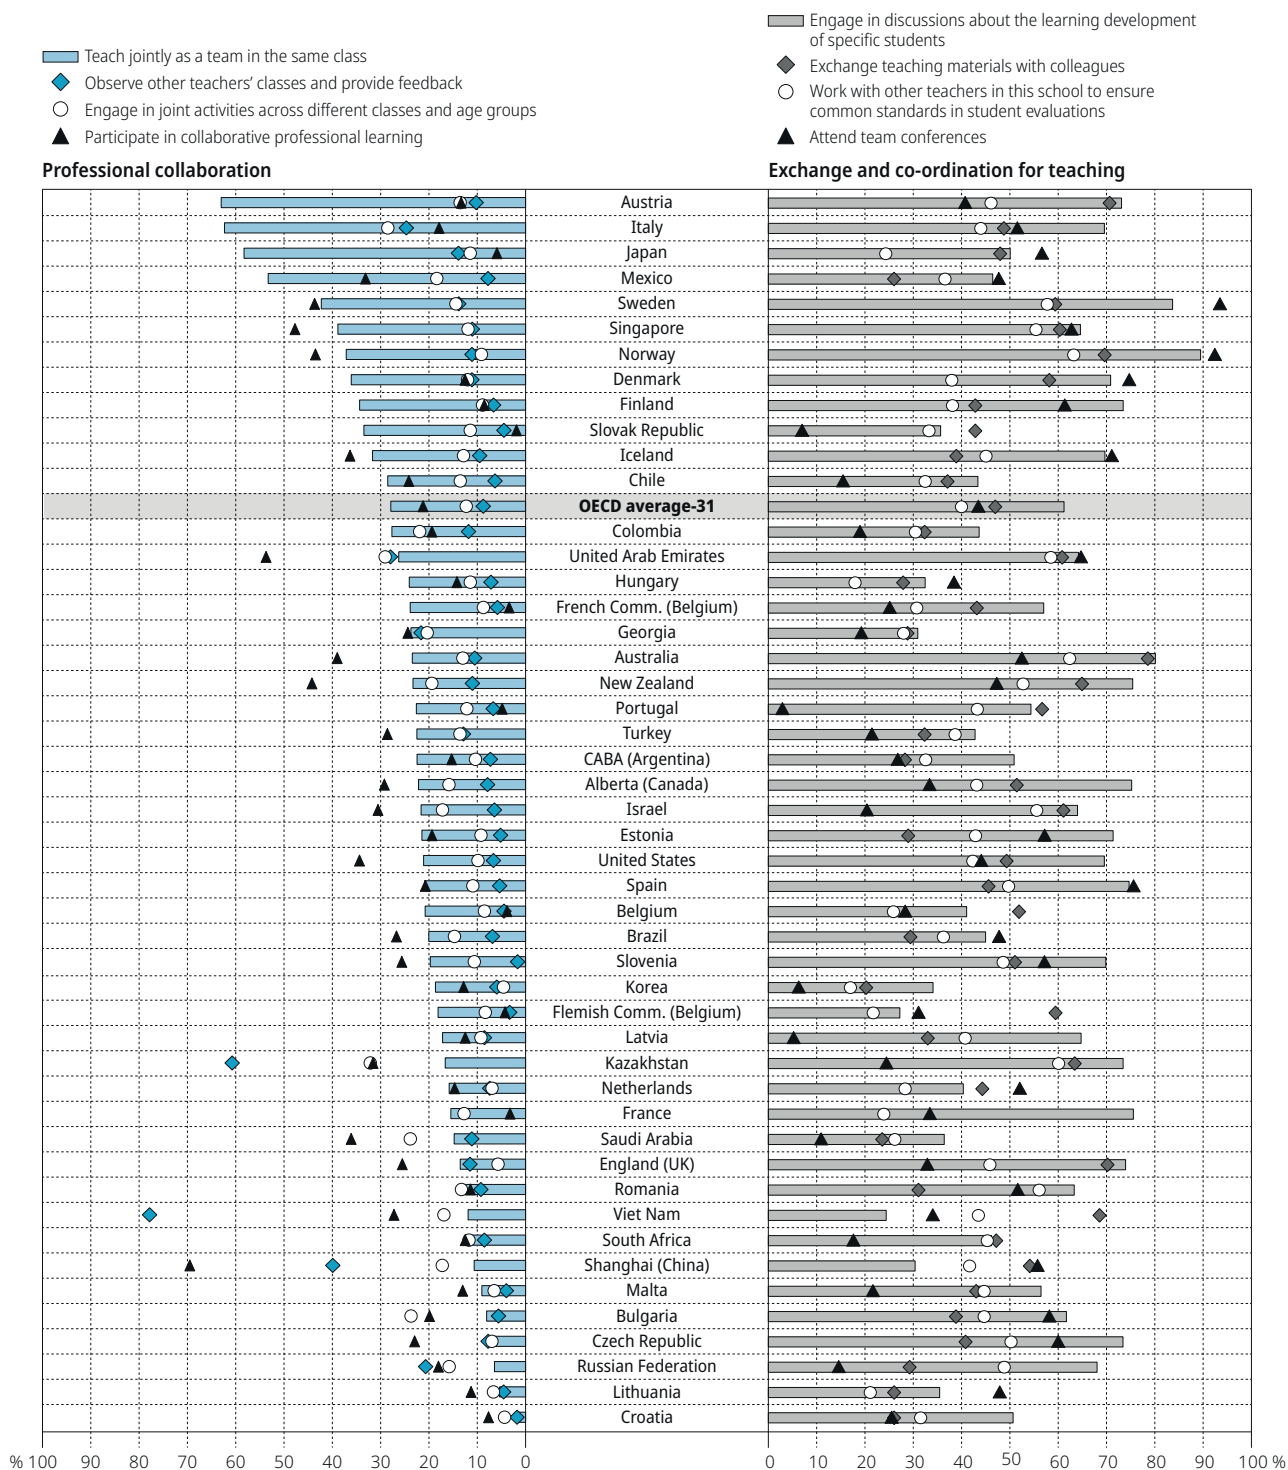 Teach jointly as a team in the same class
Observe other teachers’ classes and provide feedback
Engage in joint activities across different classes and age groups
Participate in collaborative professional learning
Engage in discussions about the learning development
of specific students
Exchange teaching materials with colleagues
Work with other teachers in this school to ensure
common standards in student evaluations
Attend team conferences
Professional collaboration
Exchange and co-ordination for teaching
Austria
Italy
Japan
Mexico
Sweden
Singapore
Norway
Denmark
Finland
Slovak Republic
Iceland
Chile
OECD average-31
Colombia
United Arab Emirates
Hungary
French Comm. (Belgium)
Georgia
Australia
New Zealand
Portugal
Turkey
CABA (Argentina)
Alberta (Canada)
Israel
Estonia
United States
Spain
Belgium
Brazil
Slovenia
Korea
Flemish Comm. (Belgium)
Latvia
Kazakhstan
Netherlands
France
Saudi Arabia
England (UK)
Romania
Viet Nam
South Africa
Shanghai (China)
Malta
Bulgaria
Czech Republic
Russian Federation
Lithuania
Croatia
% 100 90 80 70 60 50 40 30 20 10 0
0 10 20 30 40 50 60 70 80 90 100 %